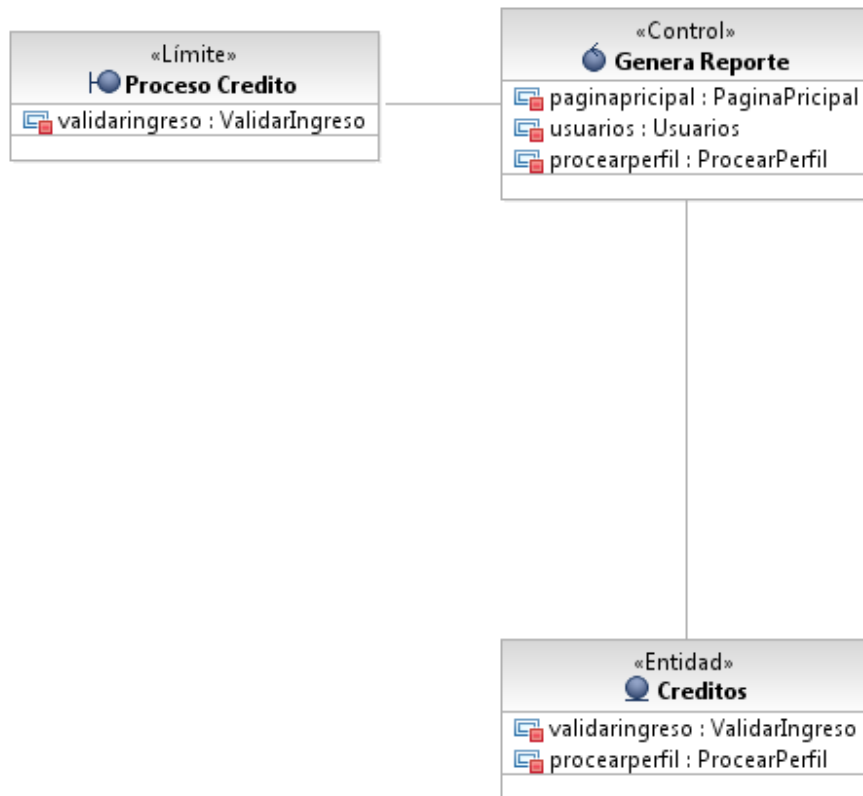 «Límite»
Proceso Credito
validaringreso : ValidarIngreso
«Control»
Genera Reporte
paginapricipal : PaginaPricipal
usuarios : Usuarios
procearperfil : ProcearPerfil
«Entidad»
Creditos
validaringreso : ValidarIngreso
procearperfil : ProcearPerfil